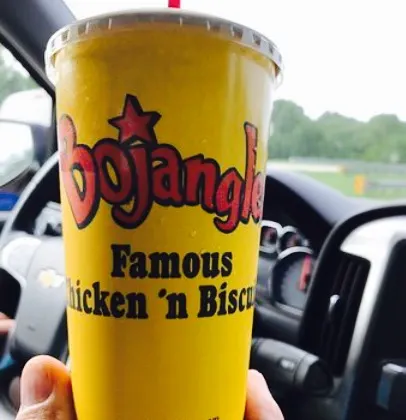 Bojangle
Famous
hicken 'n Biscu